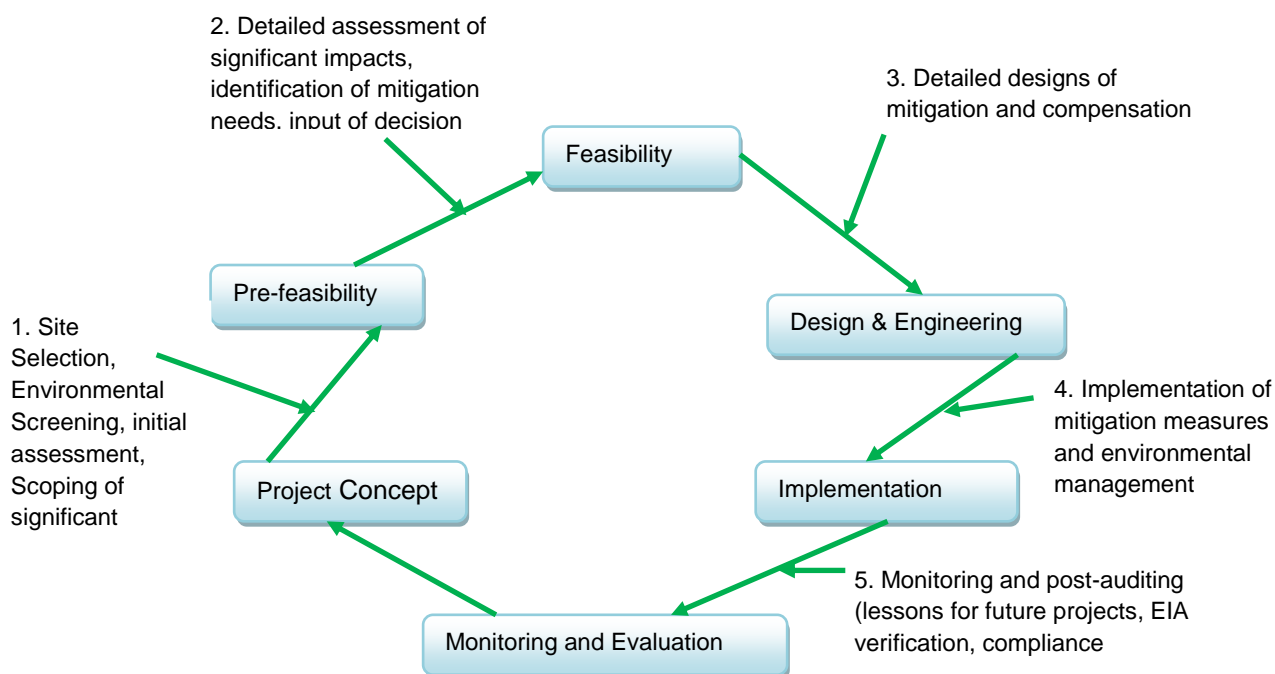 2. Detailed assessment of
significant impacts,
identification of mitigation
needs, input of decision
3. Detailed designs of
mitigation and compensation
Feasibility
Pre-feasibility
Design & Engineering
1. Site
Selection,
Environmental
Screening, initial
assessment,
Scoping of
significant
4. Implementation of
mitigation measures
and environmental
management
Project Concept
Implementation
5. Monitoring and post-auditing
(lessons for future projects, EIA
verification, compliance
Monitoring and Evaluation